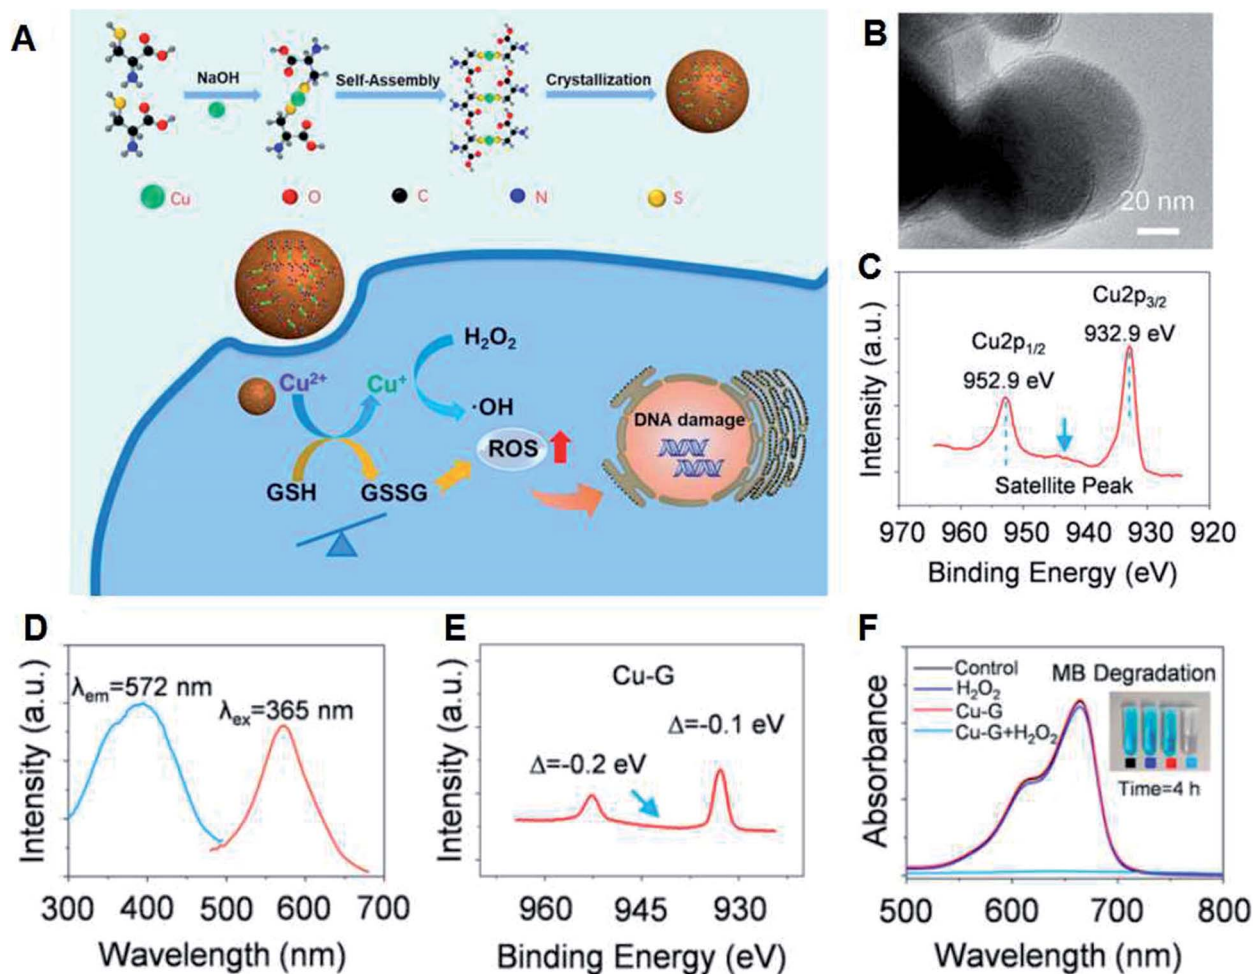 A
NaOH
Self-Assembly
Crystallization
Cu
O
C
N
S
H₂O₂
Cu²⁺
Cu⁺
·OH
ROS
GSH
GSSG
DNA damage
B
20 nm
C
Cu2p₃/₂
932.9 eV
Cu2p₁/₂
952.9 eV
Satellite Peak
Intensity (a.u.)
970 960 950 940 930 920
Binding Energy (eV)
D
λem=572 nm
λex=365 nm
Intensity (a.u.)
300 400 500 600 700
Wavelength (nm)
E
Cu-G
Δ=-0.1 eV
Δ=-0.2 eV
Intensity (a.u.)
960 945 930
Binding Energy (eV)
F
Control
H₂O₂
Cu-G
Cu-G+H₂O₂
MB Degradation
Time=4 h
Absorbance
500 600 700 800
Wavelength (nm)